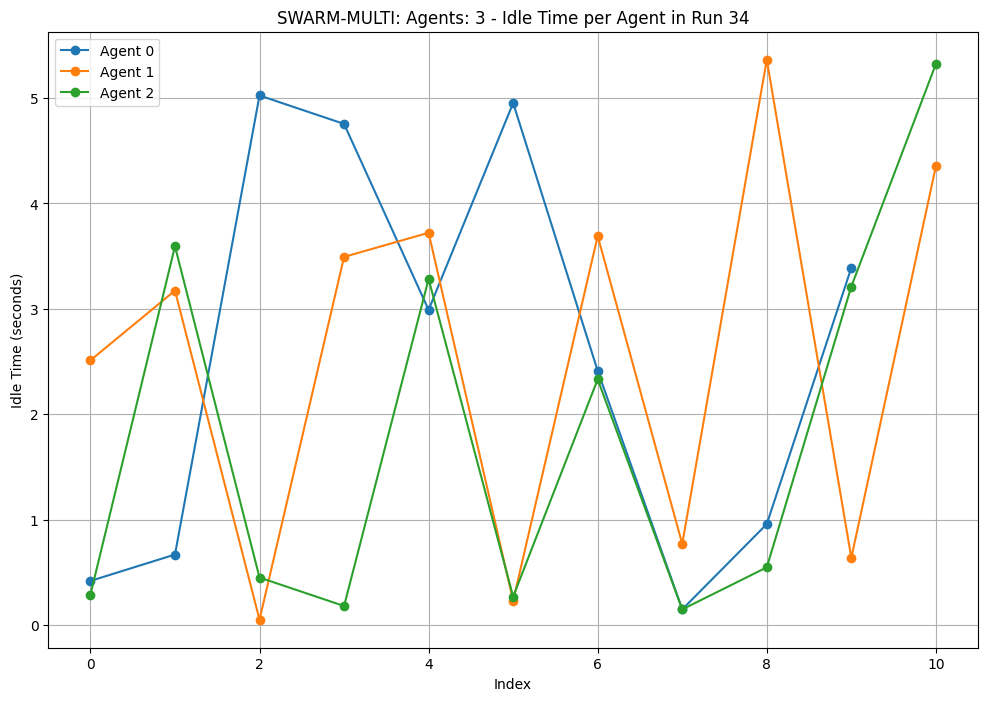 SWARM-MULTI: Agents: 3 - Idle Time per Agent in Run 34
Agent 0
Agent 1
Agent 2
Idle Time (seconds)
5
4
3
2
1
0
0 2 4 6 8 10
Index